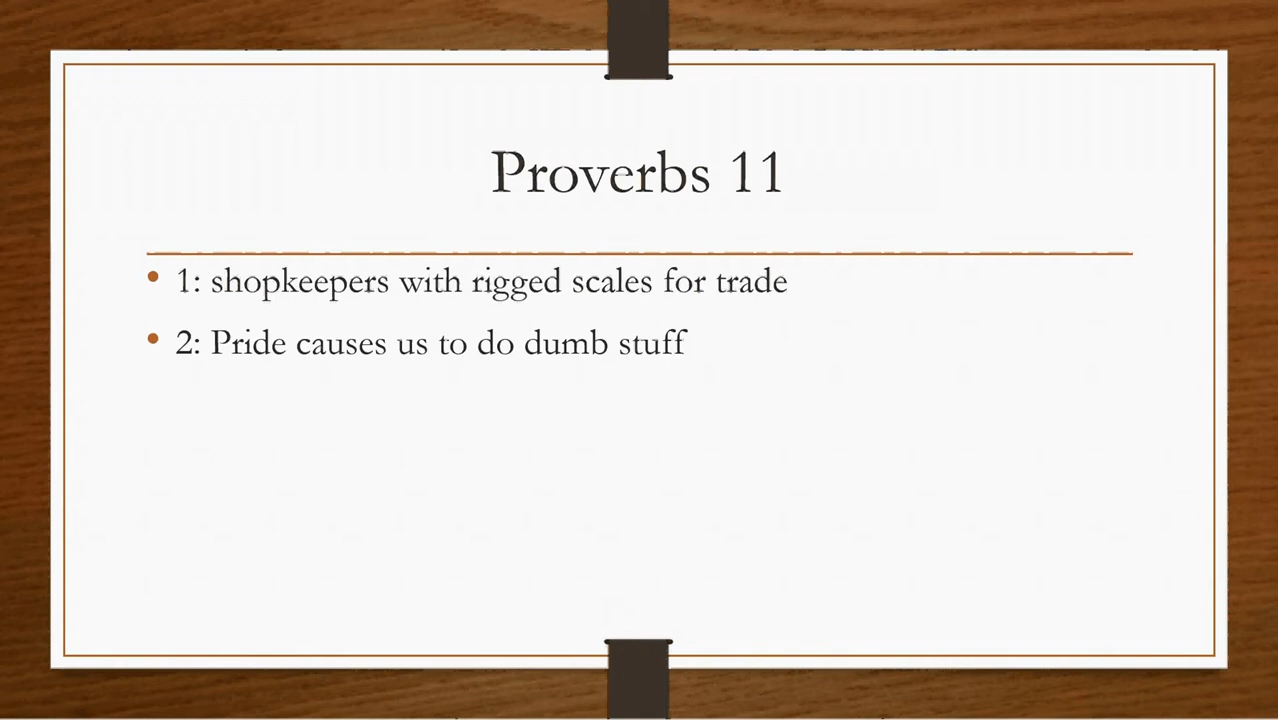 Proverbs 11
1: shopkeepers with rigged scales for trade
2: Pride causes us to do dumb stuff